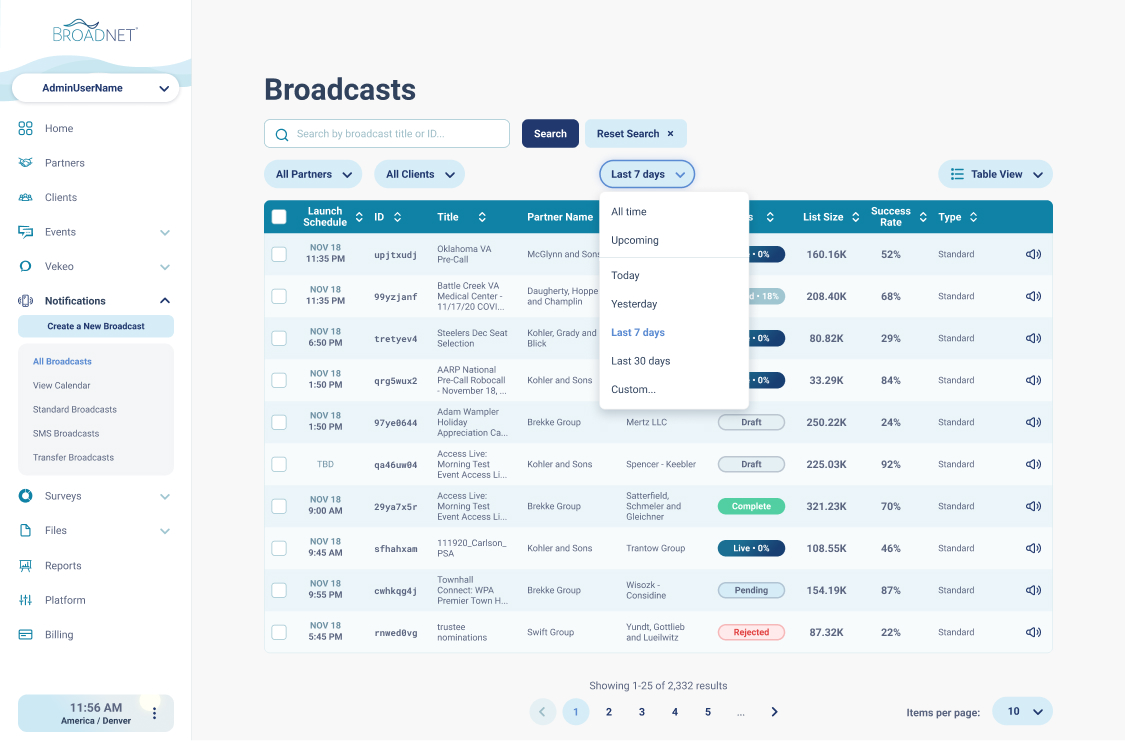 BROADNET
AdminUserName
Home
Partners
Clients
Events
Vekeo
Notifications
Create a New Broadcast
All Broadcasts
View Calendar
Standard Broadcasts
SMS Broadcasts
Transfer Broadcasts
Surveys
Files
Reports
Platform
Billing
11:56 AM
America / Denver
Broadcasts
Search by broadcast title or ID...
Search
Reset Search ×
All Partners
All Clients
Last 7 days
Table View
All time
Upcoming
Today
Yesterday
Last 7 days
Last 30 days
Custom...
Launch
Schedule
ID
Title
Partner Name
s
List Size
Success
Rate
Type
NOV 18
11:35 PM
upjtxudj
Oklahoma VA
Pre-Call
McGlynn and Sons
• 0%
160.16K
52%
Standard
NOV 18
11:35 PM
99yzjanf
Battle Creek VA
Medical Center -
11/17/20 COVI...
Daugherty, Hoppe
and Champlin
d • 18%
208.40K
68%
Standard
NOV 18
6:50 PM
tretyev4
Steelers Dec Seat
Selection
Kohler, Grady and
Blick
• 0%
80.82K
29%
Standard
NOV 18
1:50 PM
qrg5wux2
AARP National
Pre-Call Robocall
- November 18, ...
Kohler and Sons
• 0%
33.29K
84%
Standard
NOV 18
1:50 PM
97ye0644
Adam Wampler
Holiday
Appreciation Ca...
Brekke Group
Mertz LLC
Draft
250.22K
24%
Standard
TBD
qa46uw04
Access Live:
Morning Test
Event Access Li...
Kohler and Sons
Spencer - Keebler
Draft
225.03K
92%
Standard
NOV 18
9:00 AM
29ya7x5r
Access Live:
Morning Test
Event Access Li...
Brekke Group
Satterfield,
Schmeler and
Gleichner
Complete
321.23K
70%
Standard
NOV 18
9:45 AM
sfhahxam
111920_Carlson_
PSA
Kohler and Sons
Trantow Group
Live • 0%
108.55K
46%
Standard
NOV 18
9:55 PM
cwhkqg4j
Townhall
Connect: WPA
Premier Town H...
Brekke Group
Wisozk -
Considine
Pending
154.19K
87%
Standard
NOV 18
5:45 PM
rnwed0vg
trustee
nominations
Swift Group
Yundt, Gottlieb
and Lueilwitz
Rejected
87.32K
22%
Standard
Showing 1-25 of 2,332 results
1 2 3 4 5 ...
Items per page: 10